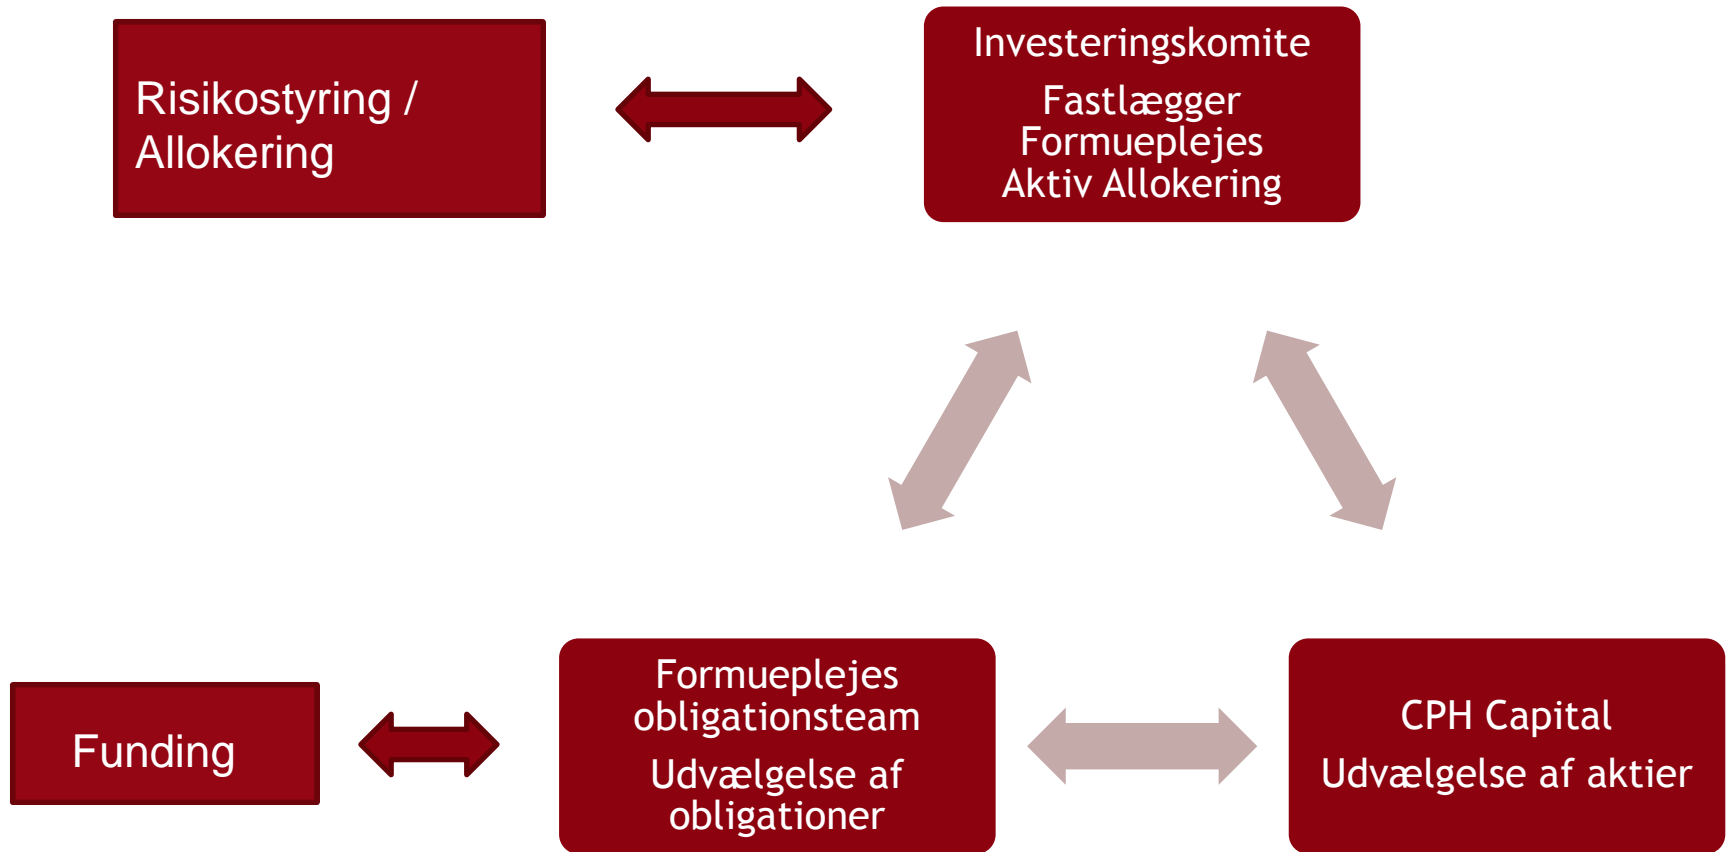 Risikostyring /
Allokering
Investeringskomite
Fastlægger
Formueplejes
Aktiv Allokering
Funding
Formueplejes
obligationsteam
Udvælgelse af
obligationer
CPH Capital
Udvælgelse af aktier